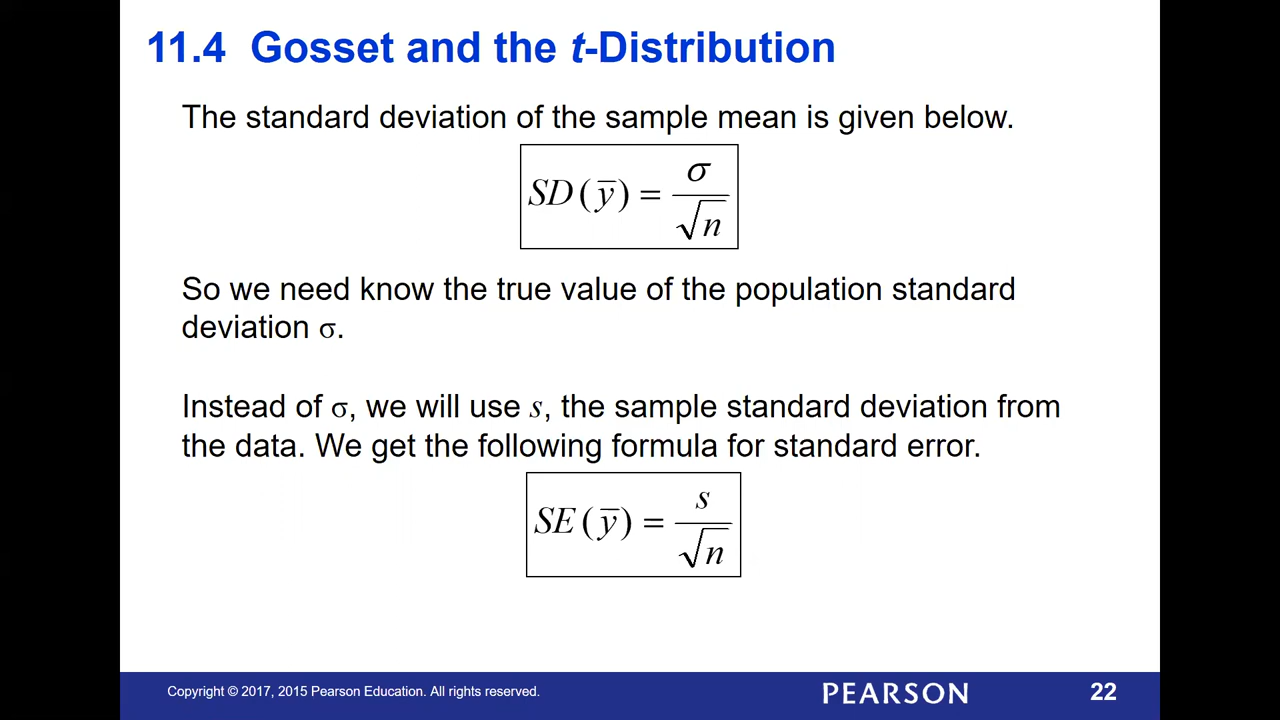 11.4 Gosset and the t-Distribution
The standard deviation of the sample mean is given below.
SD(ȳ) = σ/√n
So we need know the true value of the population standard
deviation σ.
Instead of σ, we will use s, the sample standard deviation from
the data. We get the following formula for standard error.
SE(ȳ) = s/√n
Copyright © 2017, 2015 Pearson Education. All rights reserved. PEARSON 22